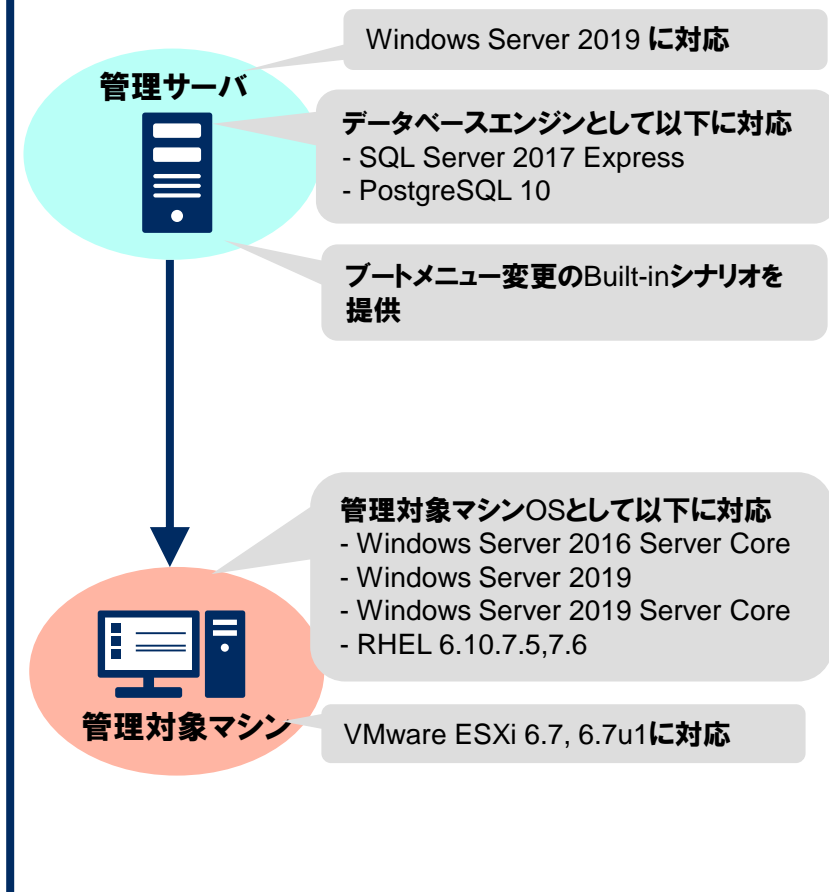 Windows Server 2019 に対応
管理サーバ
データベースエンジンとして以下に対応
- SQL Server 2017 Express
- PostgreSQL 10
ブートメニュー変更のBuilt-inシナリオを
提供
管理対象マシンOSとして以下に対応
- Windows Server 2016 Server Core
- Windows Server 2019
- Windows Server 2019 Server Core
- RHEL 6.10.7.5,7.6
管理対象マシン
VMware ESXi 6.7, 6.7u1に対応